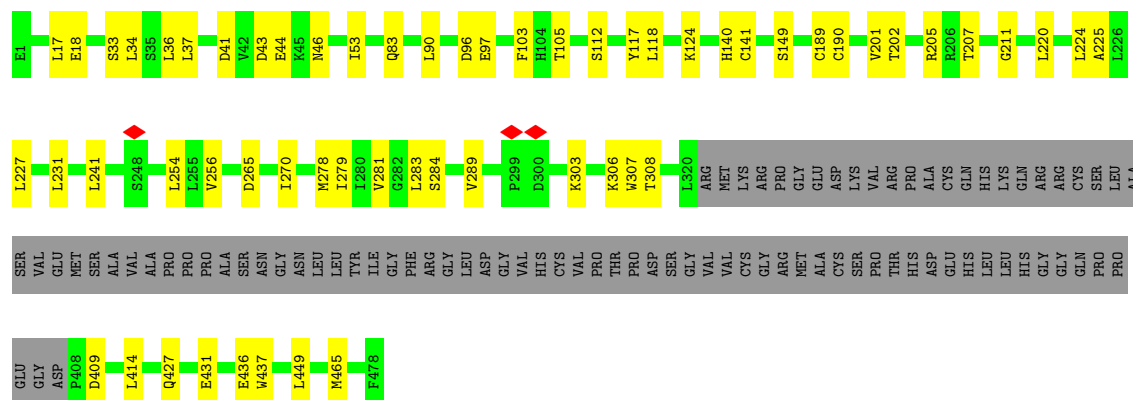 E1 L17 E18 S33 L34 S35 L36 L37 D41 V42 D43 E44 K45 N46 I53 Q83 L90 D96 E97 F103 H104 T105 S112 Y117 L118 K124 H140 C141 S149 C189 C190 V201 T202 R205 R206 T207 G211 L220 L224 A225 L226
L227 L231 L241 S248 L254 L255 V256 D265 I270 M278 I279 I280 V281 G282 L283 S284 V289 P299 D300 K303 K306 W307 T308 L320 ARG MET LYS ARG PRO GLY GLU ASP LYS VAL ARG PRO ALA CYS GLN HIS LYS GLN ARG ARG CYS SER LEU ALA
SER VAL GLU MET SER ALA VAL ALA PRO PRO PRO ALA SER ASN GLY ASN LEU LEU TYR ILE GLY PHE ARG GLY LEU ASP GLY VAL HIS CYS VAL PRO THR PRO ASP SER GLY VAL VAL CYS GLY ARG MET ALA CYS SER PRO THR HIS ASP GLU HIS LEU LEU HIS GLY GLY GLN PRO PRO
GLU GLY ASP P408 D409 L414 Q427 E431 E436 W437 L449 M465 F478